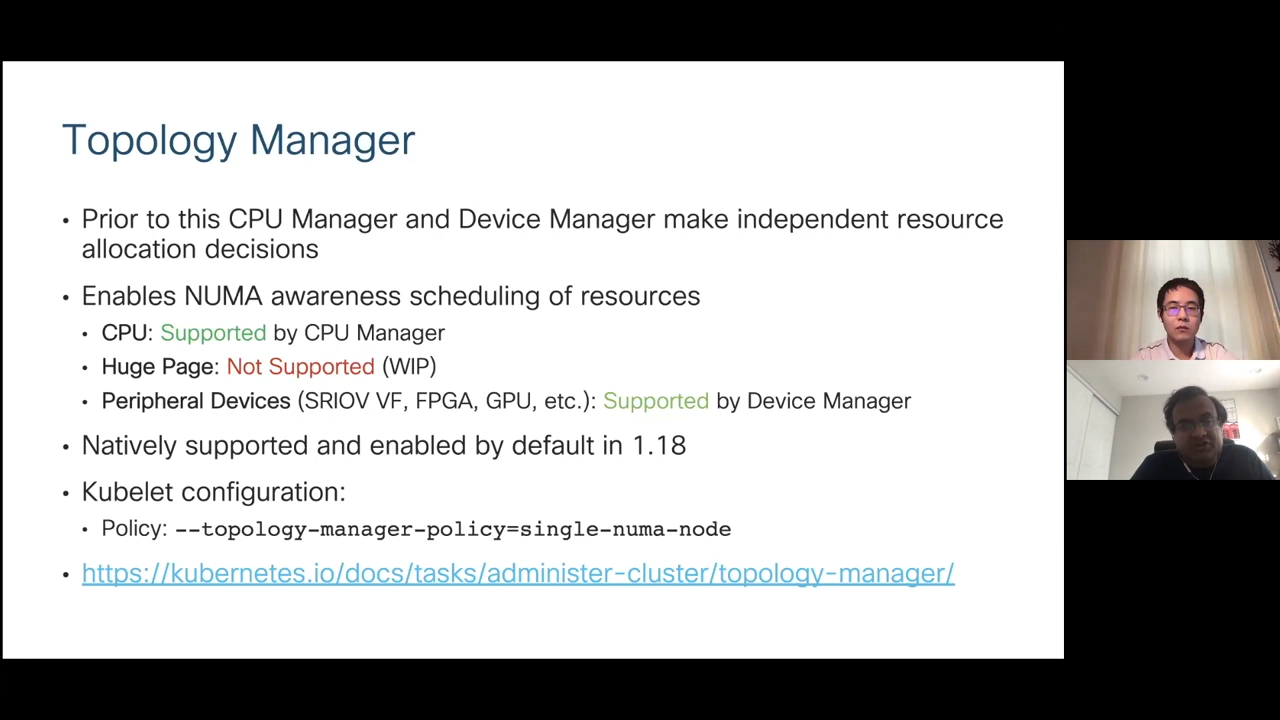 Topology Manager
• Prior to this CPU Manager and Device Manager make independent resource
allocation decisions
• Enables NUMA awareness scheduling of resources
• CPU: Supported by CPU Manager
• Huge Page: Not Supported (WIP)
• Peripheral Devices (SRIOV VF, FPGA, GPU, etc.): Supported by Device Manager
• Natively supported and enabled by default in 1.18
• Kubelet configuration:
• Policy: --topology-manager-policy=single-numa-node
• https://kubernetes.io/docs/tasks/administer-cluster/topology-manager/